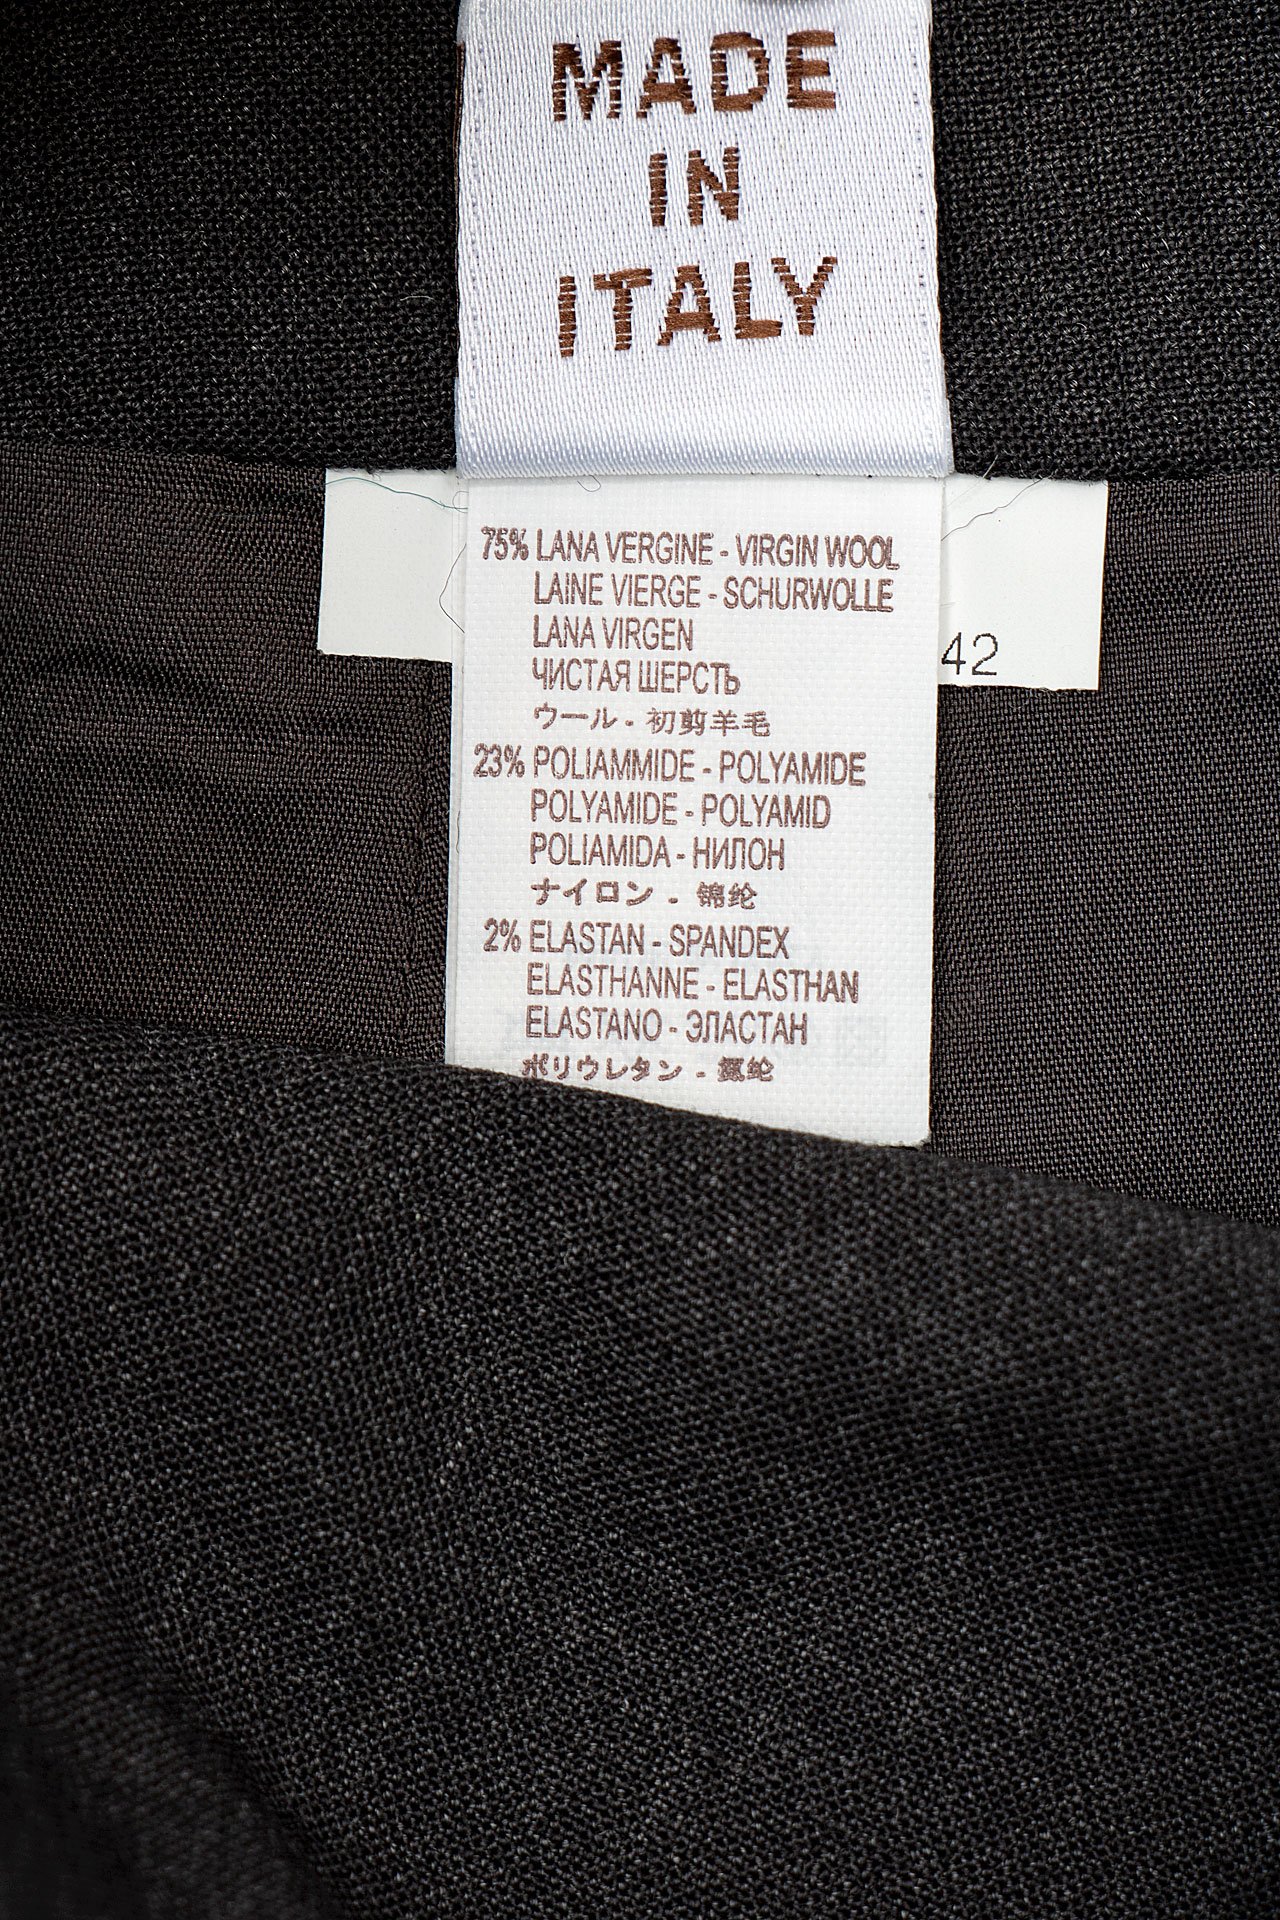 MADE
IN
ITALY
75% LANA VERGINE - VIRGIN WOOL
LAINE VIERGE - SCHURWOLLE
LANA VIRGEN
ЧИСТАЯ ШЕРСТЬ
ウール - 初剪羊毛
42
23% POLIAMMIDE - POLYAMIDE
POLYAMIDE - POLYAMID
POLIAMIDA - НИЛОН
ナイロン - 锦纶
2% ELASTAN - SPANDEX
ELASTHANNE - ELASTHAN
ELASTANO - ЭЛАСТАН
ポリウレタン - 氨纶